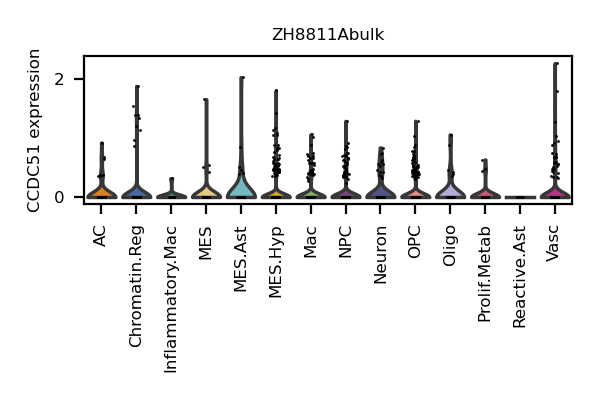 ZH8811Abulk
CCDC51 expression
2
0
AC
Chromatin.Reg
Inflammatory.Mac
MES
MES.Ast
MES.Hyp
Mac
NPC
Neuron
OPC
Oligo
Prolif.Metab
Reactive.Ast
Vasc